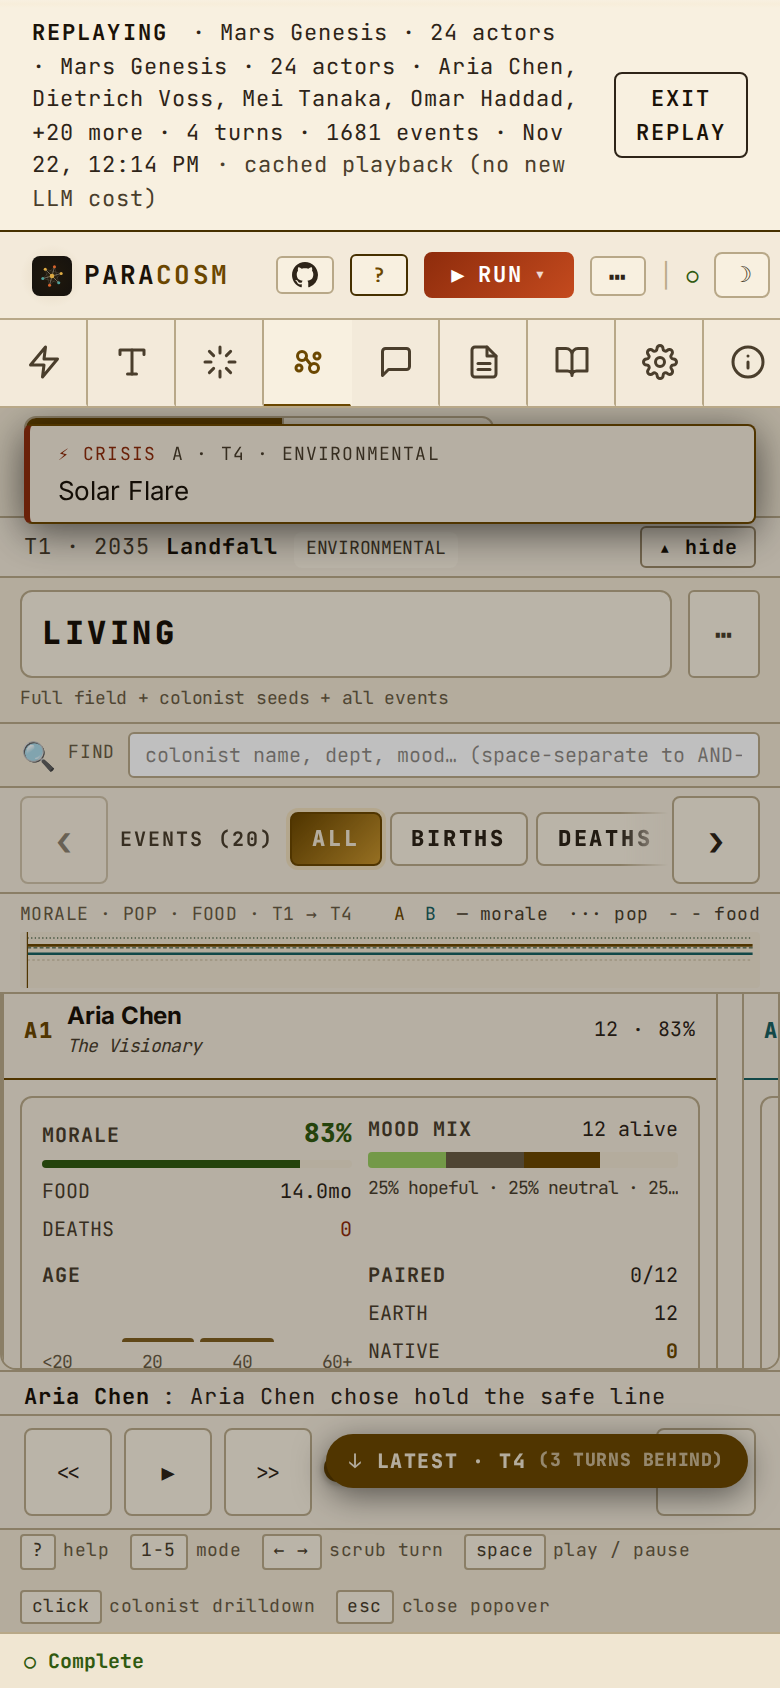 REPLAYING · Mars Genesis · 24 actors
· Mars Genesis · 24 actors · Aria Chen,
Dietrich Voss, Mei Tanaka, Omar Haddad,
+20 more · 4 turns · 1681 events · Nov
22, 12:14 PM · cached playback (no new
LLM cost)
EXIT
REPLAY
PARACOSM
?
▶ RUN ▾
…
⚡ CRISIS A · T4 · ENVIRONMENTAL
Solar Flare
T1 · 2035 Landfall ENVIRONMENTAL
▴ hide
LIVING
…
Full field + colonist seeds + all events
FIND colonist name, dept, mood… (space-separate to AND-
‹ EVENTS (20) ALL BIRTHS DEATHS ›
MORALE · POP · FOOD · T1 → T4 A B — morale ··· pop - - food
A1 Aria Chen
The Visionary
12 · 83%
A
MORALE 83%
FOOD 14.0mo
DEATHS 0
MOOD MIX 12 alive
25% hopeful · 25% neutral · 25…
AGE
<20 20 40 60+
PAIRED 0/12
EARTH 12
NATIVE 0
Aria Chen : Aria Chen chose hold the safe line
<< ▶ >>
↓ LATEST · T4 (3 TURNS BEHIND)
? help 1-5 mode ← → scrub turn space play / pause
click colonist drilldown esc close popover
○ Complete